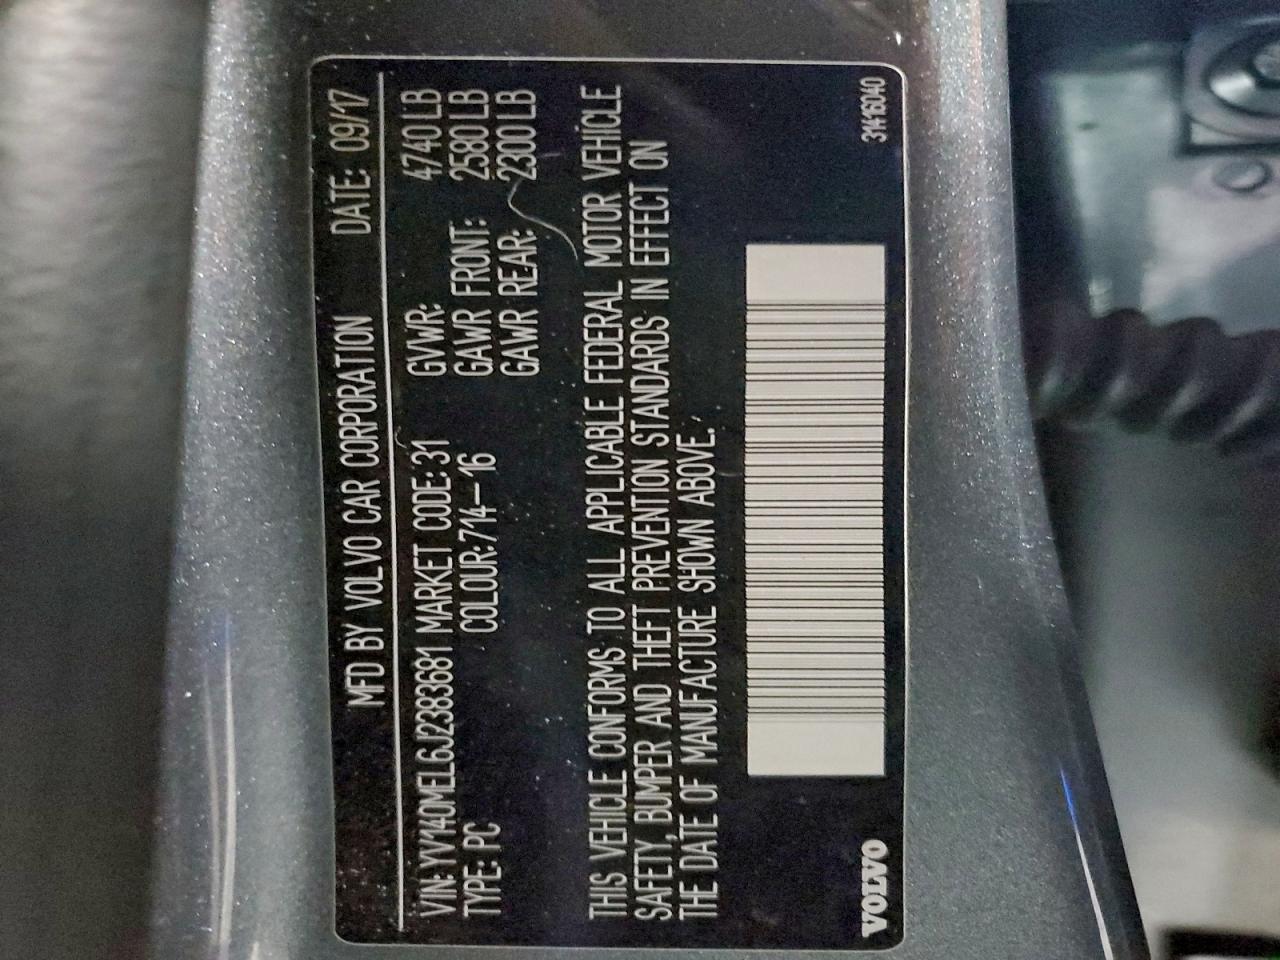 MFD BY VOLVO CAR CORPORATION DATE: 09/17
VIN: YV140MEL6J2383681 MARKET CODE: 31 GVWR: 4740 LB
TYPE: PC COLOUR: 714-16 GAWR FRONT: 2580 LB
GAWR REAR: 2300 LB
THIS VEHICLE CONFORMS TO ALL APPLICABLE FEDERAL MOTOR VEHICLE
SAFETY, BUMPER AND THEFT PREVENTION STANDARDS IN EFFECT ON
THE DATE OF MANUFACTURE SHOWN ABOVE.
VOLVO 31416040